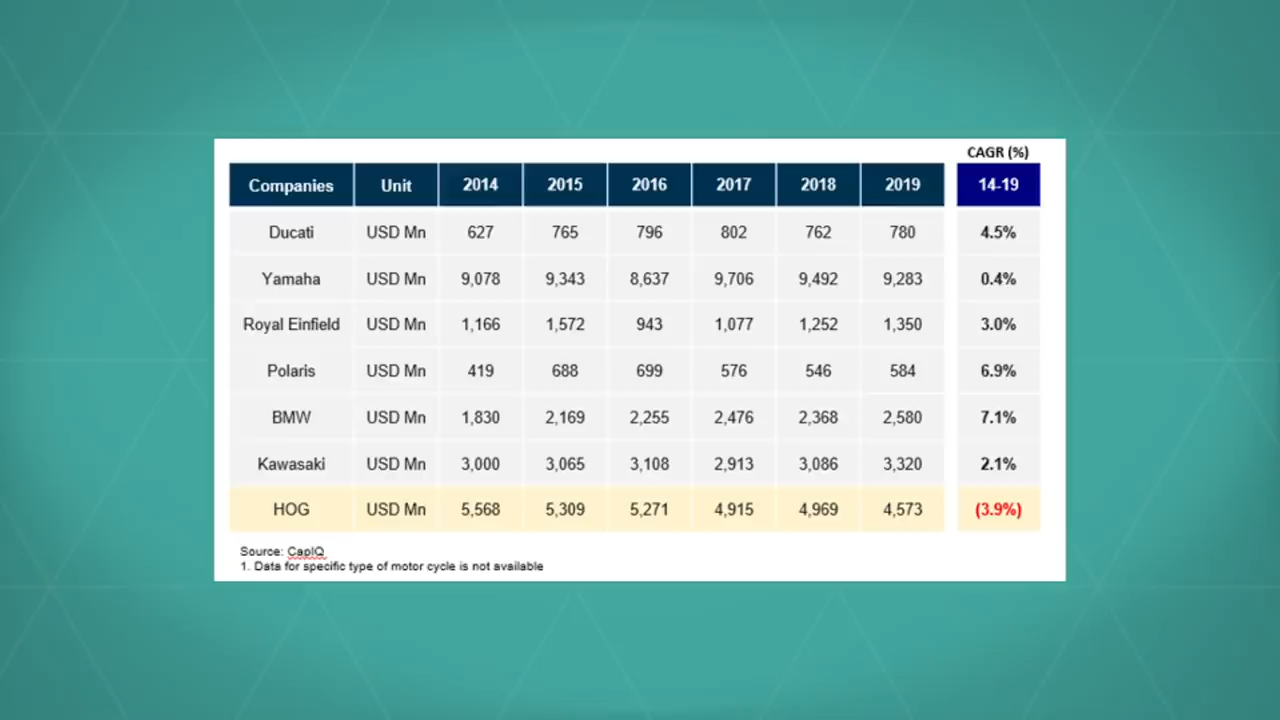 CAGR (%)
Companies Unit 2014 2015 2016 2017 2018 2019 14-19
Ducati USD Mn 627 765 796 802 762 780 4.5%
Yamaha USD Mn 9,078 9,343 8,637 9,706 9,492 9,283 0.4%
Royal Einfield USD Mn 1,166 1,572 943 1,077 1,252 1,350 3.0%
Polaris USD Mn 419 688 699 576 546 584 6.9%
BMW USD Mn 1,830 2,169 2,255 2,476 2,368 2,580 7.1%
Kawasaki USD Mn 3,000 3,065 3,108 2,913 3,086 3,320 2.1%
HOG USD Mn 5,568 5,309 5,271 4,915 4,969 4,573 (3.9%)
Source: CapIQ
1. Data for specific type of motor cycle is not available